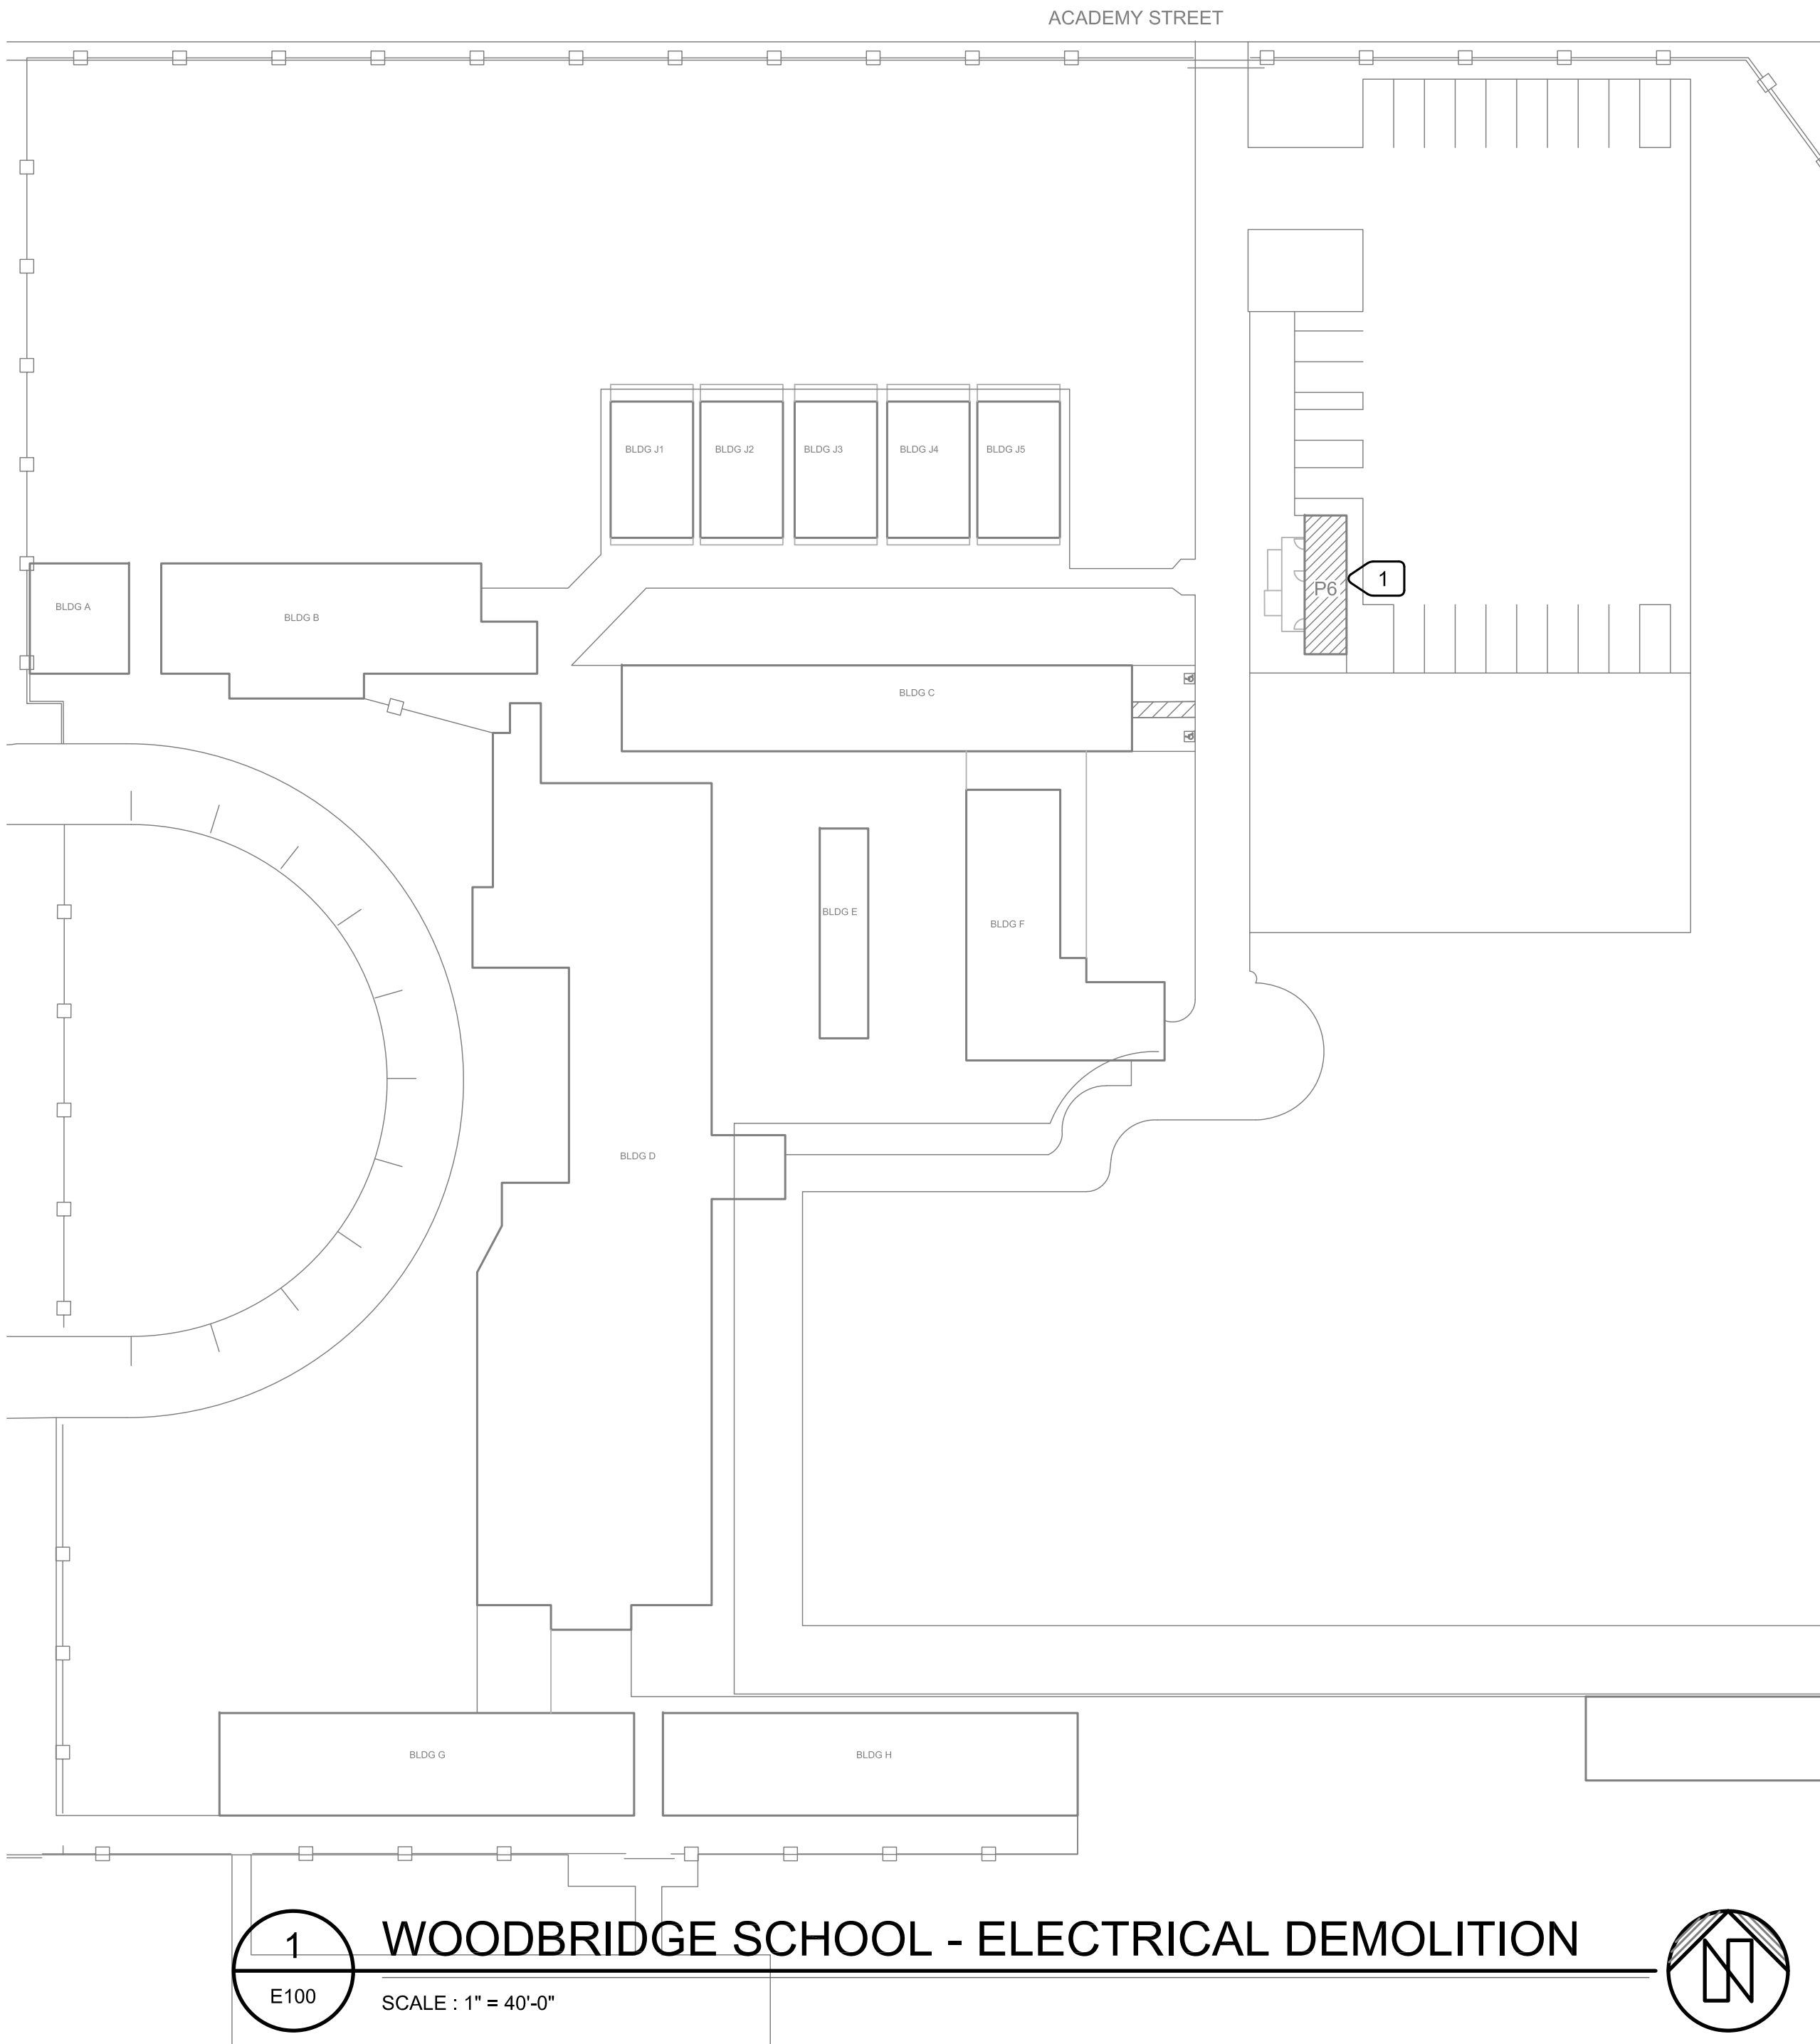 ACADEMY STREET
BLDG J1
BLDG J2
BLDG J3
BLDG J4
BLDG J5
P6
1
BLDG A
BLDG B
BLDG C
BLDG E
BLDG F
BLDG D
BLDG G
BLDG H
1
E100
WOODBRIDGE SCHOOL - ELECTRICAL DEMOLITION
SCALE : 1" = 40'-0"
N